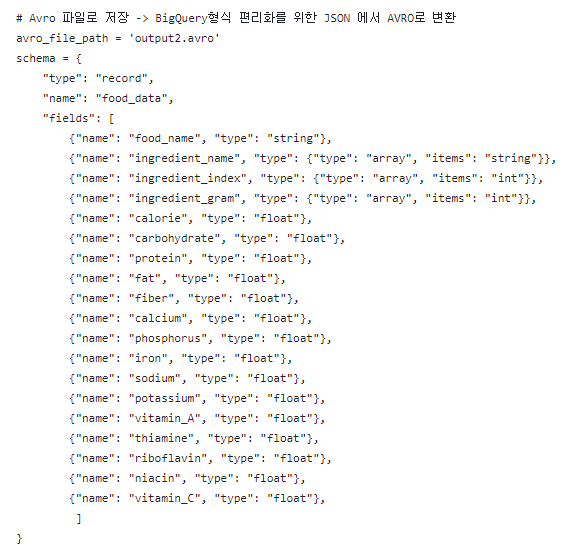 # Avro 파일로 저장 -> BigQuery형식 편리화를 위한 JSON 에서 AVRO로 변환
avro_file_path = 'output2.avro'
schema = {
    "type": "record",
    "name": "food_data",
    "fields": [
        {"name": "food_name", "type": "string"},
        {"name": "ingredient_name", "type": {"type": "array", "items": "string"}},
        {"name": "ingredient_index", "type": {"type": "array", "items": "int"}},
        {"name": "ingredient_gram", "type": {"type": "array", "items": "int"}},
        {"name": "calorie", "type": "float"},
        {"name": "carbohydrate", "type": "float"},
        {"name": "protein", "type": "float"},
        {"name": "fat", "type": "float"},
        {"name": "fiber", "type": "float"},
        {"name": "calcium", "type": "float"},
        {"name": "phosphorus", "type": "float"},
        {"name": "iron", "type": "float"},
        {"name": "sodium", "type": "float"},
        {"name": "potassium", "type": "float"},
        {"name": "vitamin_A", "type": "float"},
        {"name": "thiamine", "type": "float"},
        {"name": "riboflavin", "type": "float"},
        {"name": "niacin", "type": "float"},
        {"name": "vitamin_C", "type": "float"},
         ]
}